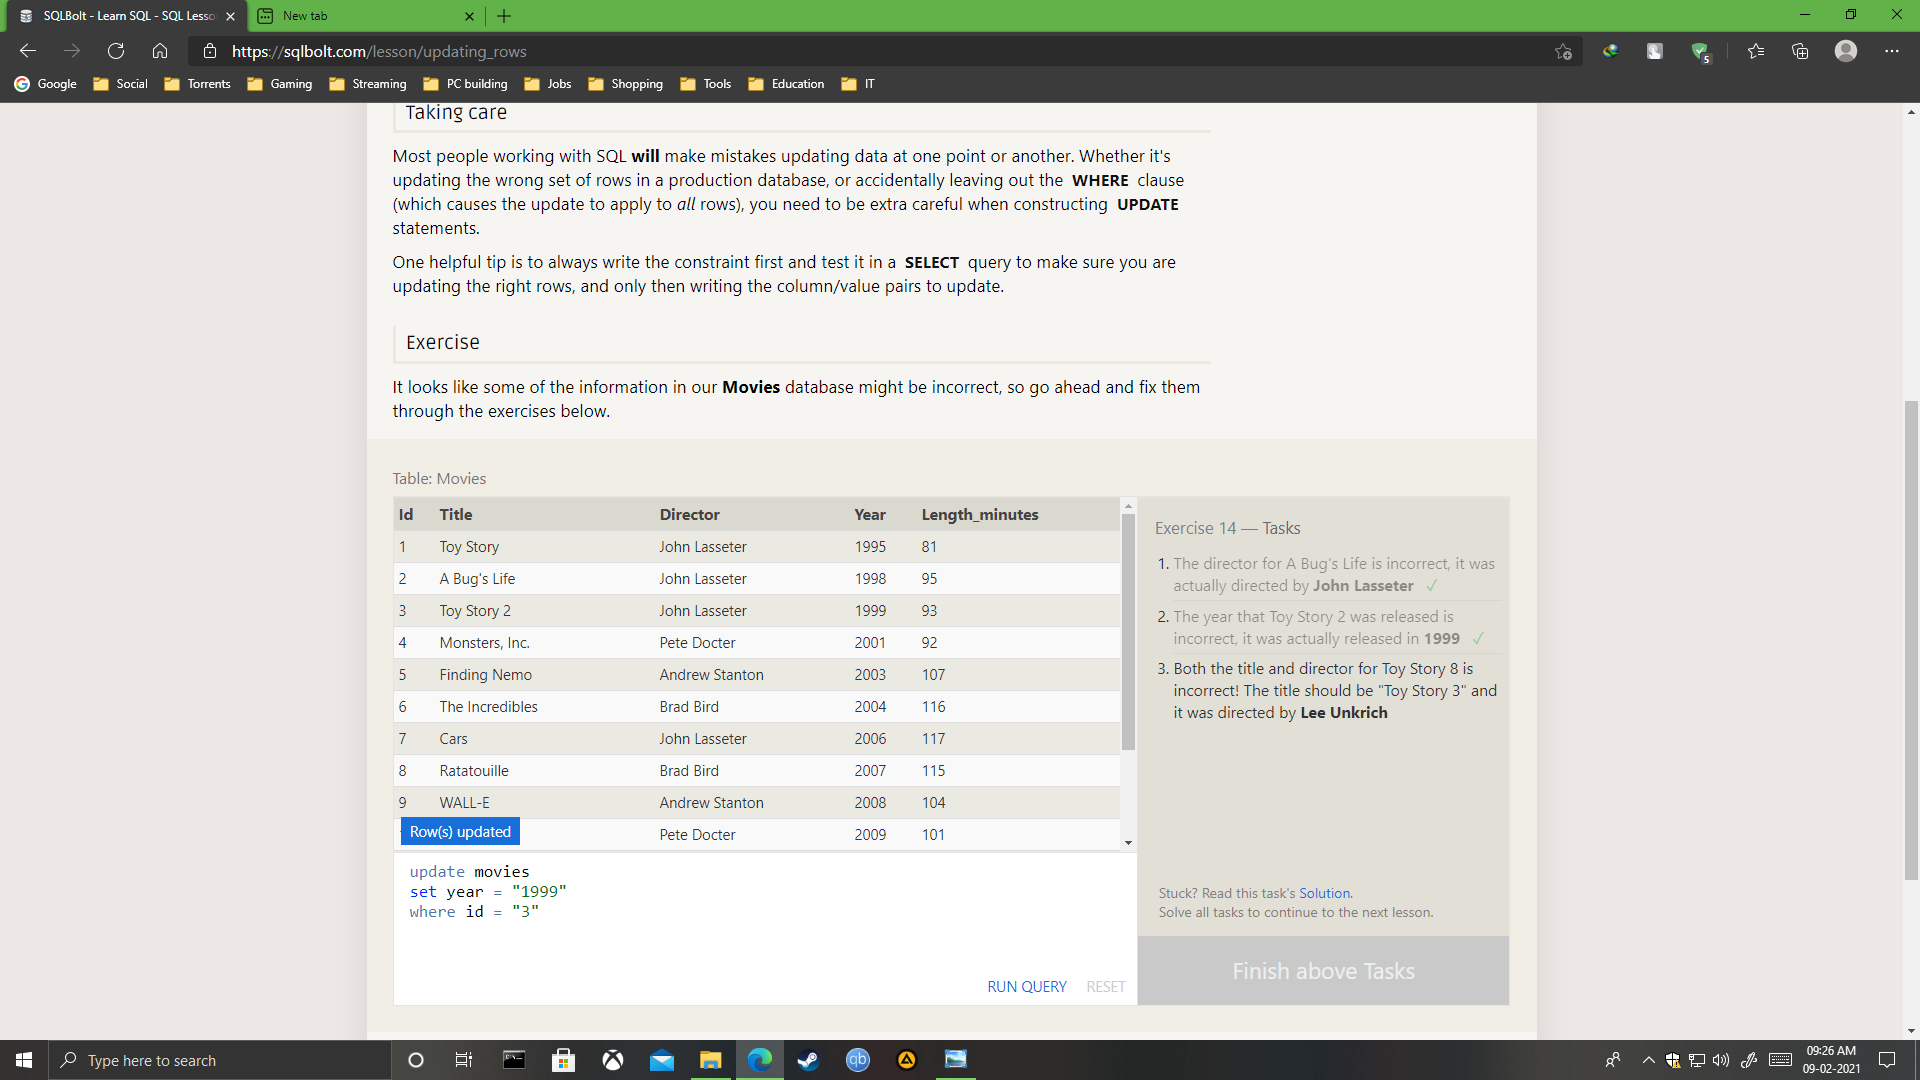 SQLBolt - Learn SQL - SQL Lesso
New tab
https://sqlbolt.com/lesson/updating_rows
5
Google
Social
Torrents
Gaming
Streaming
PC building
Jobs
Shopping
Tools
Education
IT
Taking care
Most people working with SQL will make mistakes updating data at one point or another. Whether it's
updating the wrong set of rows in a production database, or accidentally leaving out the WHERE clause
(which causes the update to apply to all rows), you need to be extra careful when constructing UPDATE
statements.
One helpful tip is to always write the constraint first and test it in a SELECT query to make sure you are
updating the right rows, and only then writing the column/value pairs to update.
Exercise
It looks like some of the information in our Movies database might be incorrect, so go ahead and fix them
through the exercises below.
Table: Movies
Id Title Director Year Length_minutes
1 Toy Story John Lasseter 1995 81
2 A Bug's Life John Lasseter 1998 95
3 Toy Story 2 John Lasseter 1999 93
4 Monsters, Inc. Pete Docter 2001 92
5 Finding Nemo Andrew Stanton 2003 107
6 The Incredibles Brad Bird 2004 116
7 Cars John Lasseter 2006 117
8 Ratatouille Brad Bird 2007 115
9 WALL-E Andrew Stanton 2008 104
Pete Docter 2009 101
Row(s) updated
update movies
set year = "1999"
where id = "3"
RUN QUERY RESET
Exercise 14 — Tasks
1. The director for A Bug's Life is incorrect, it was
actually directed by John Lasseter ✓
2. The year that Toy Story 2 was released is
incorrect, it was actually released in 1999 ✓
3. Both the title and director for Toy Story 8 is
incorrect! The title should be "Toy Story 3" and
it was directed by Lee Unkrich
Stuck? Read this task's Solution.
Solve all tasks to continue to the next lesson.
Finish above Tasks
Type here to search
qb
09:26 AM
09-02-2021